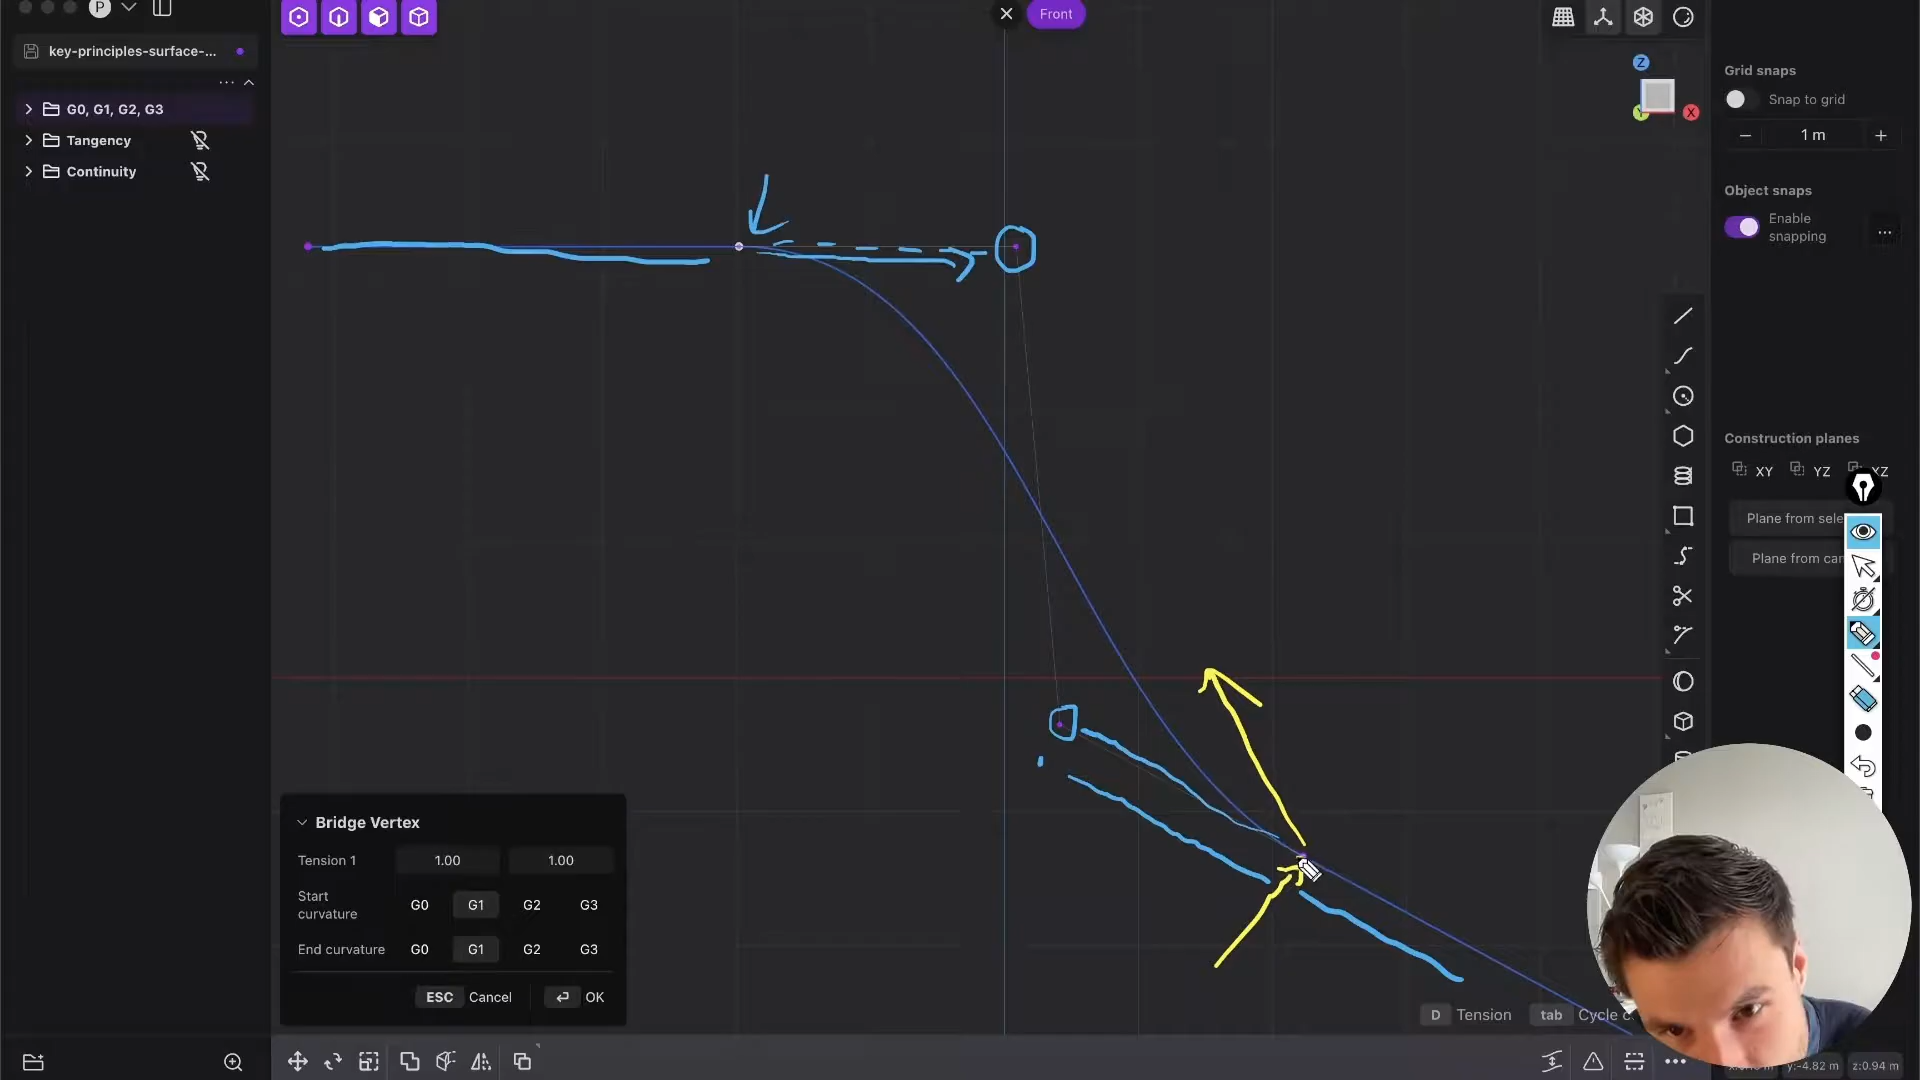 P
Front
key-principles-surface-...
G0, G1, G2, G3
Tangency
Continuity
Z
X
Grid snaps
Snap to grid
1 m
Object snaps
Enable
snapping
Construction planes
XY
YZ
XZ
Plane from sele
Plane from can
Bridge Vertex
Tension 1
1.00
1.00
Start
curvature
G0
G1
G2
G3
End curvature
G0
G1
G2
G3
ESC
Cancel
OK
D
Tension
tab
Cycle c
y:-4.82 m
z:0.94 m